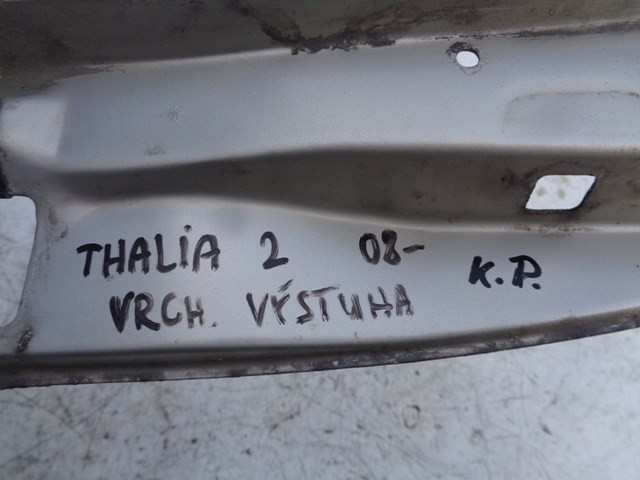 THALiA 2 08- K.P.
VRCH. VÝSTUHA